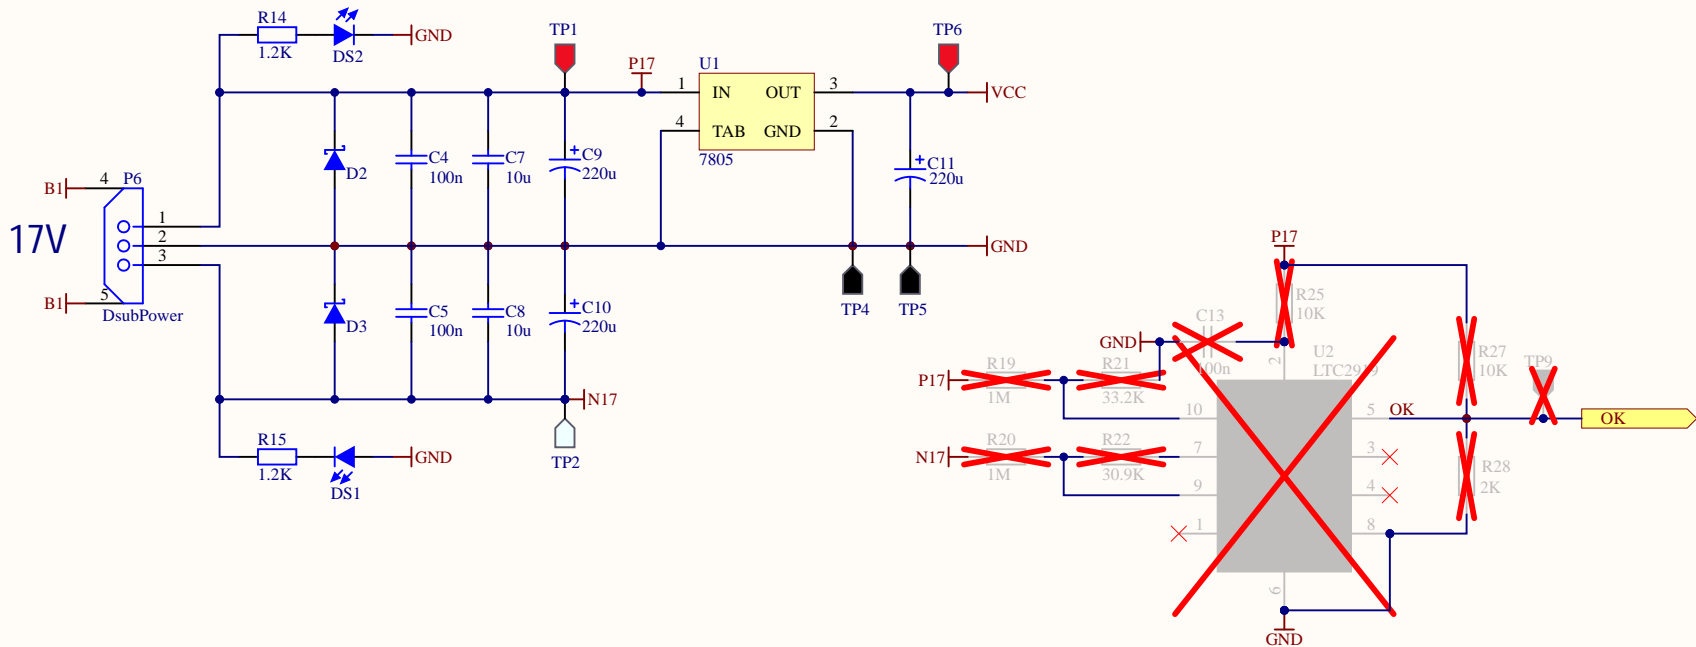 R14
1.2K
DS2
GND
TP1
P17
U1
TP6
1
IN
OUT
3
VCC
4
TAB
GND
2
7805
D2
C4
100n
C7
10u
C9
220u
C11
220u
B1
4
P6
17V
1
2
3
GND
B1
5
DsubPower
D3
C5
100n
C8
10u
C10
220u
TP4
TP5
N17
R15
1.2K
DS1
GND
TP2
P17
R25
10K
C13
100n
GND
2
U2
LTC2919
R27
10K
TP9
P17
R19
1M
R21
33.2K
10
5
OK
OK
N17
R20
1M
R22
30.9K
7
3
R28
2K
9
4
1
8
6
GND